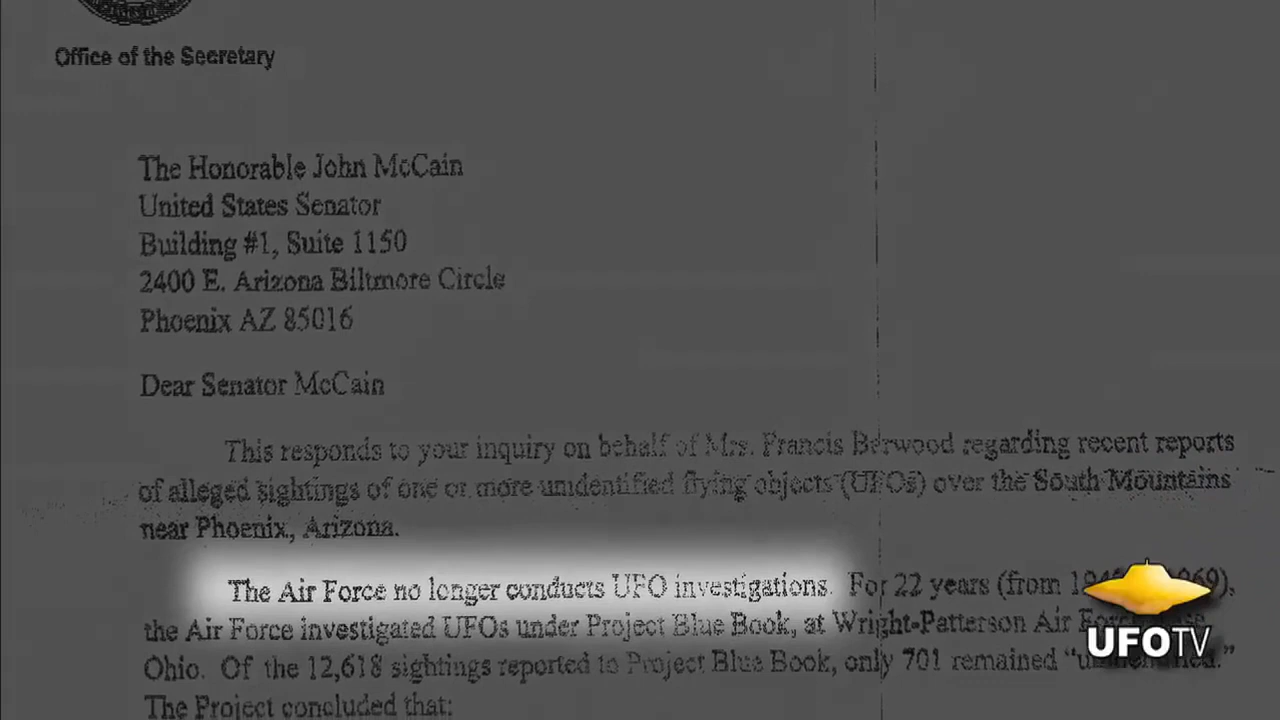 Office of the Secretary
The Honorable John McCain
United States Senator
Building #1, Suite 1150
2400 E. Arizona Biltmore Circle
Phoenix AZ 85016
Dear Senator McCain
This responds to your inquiry on behalf of Mrs. Francis Berwood regarding recent reports
of alleged sightings of one or more unidentified flying objects (UFOs) over the South Mountains
near Phoenix, Arizona.
The Air Force no longer conducts UFO investigations. For 22 years (from
the Air Force investigated UFOs under Project Blue Book, at Wright-Patterson Air
Ohio. Of the 12,618 sightings reported to Project Blue Book, only 701 remained
The Project concluded that:
UFOTV